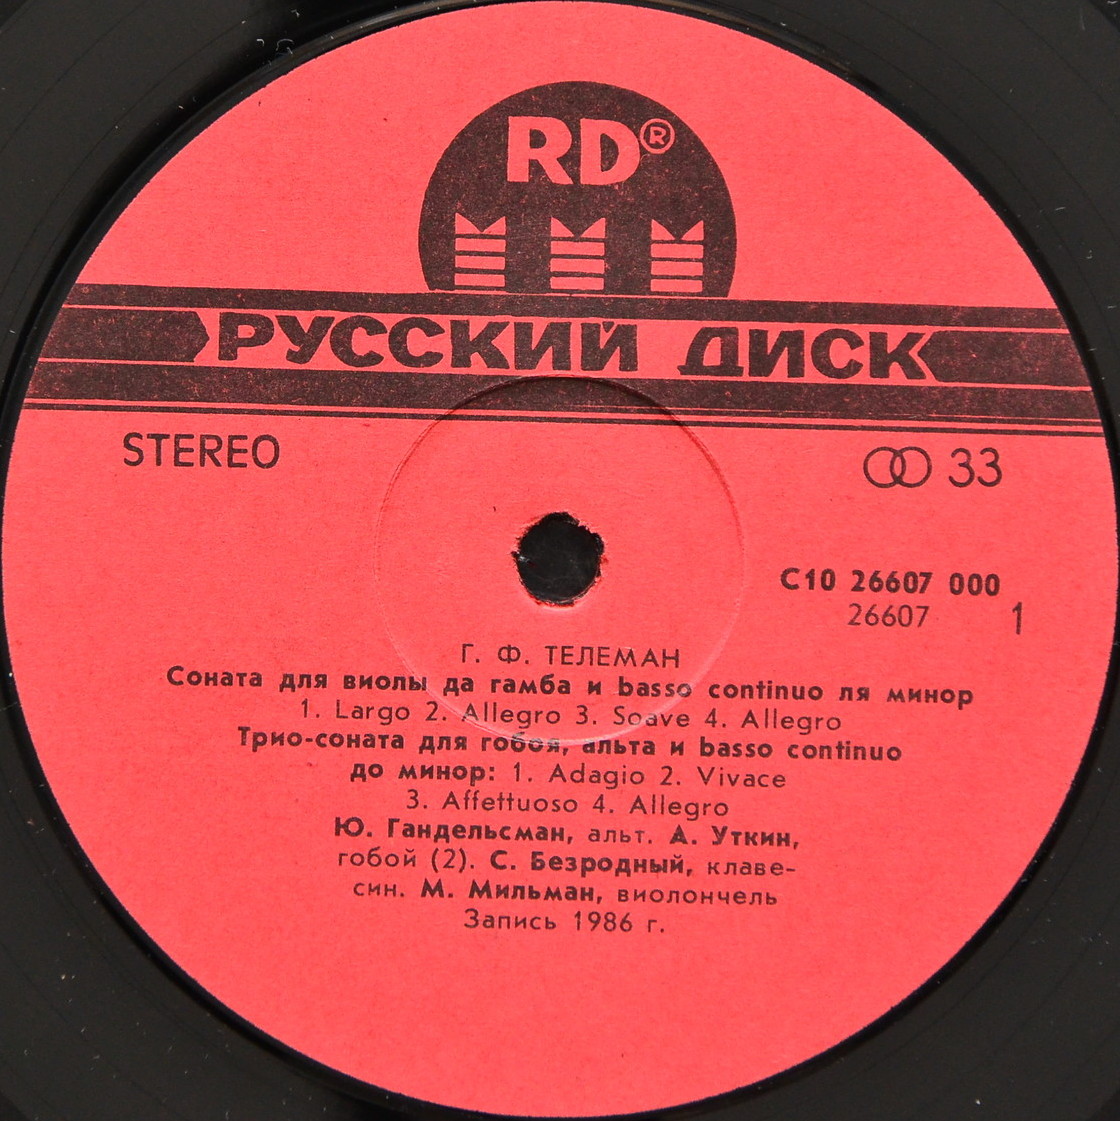 RD®
РУССКИЙ ДИСК
STEREO
33
С10 26607 000
26607 1
Г. Ф. ТЕЛЕМАН
Соната для виолы да гамба и basso continuo ля минор
1. Largo 2. Allegro 3. Soave 4. Allegro
Трио-соната для гобоя, альта и basso continuo
до минор: 1. Adagio 2. Vivace
3. Affettuoso 4. Allegro
Ю. Гандельсман, альт. А. Уткин,
гобой (2). С. Безродный, клаве-
син. М. Мильман, виолончель
Запись 1986 г.